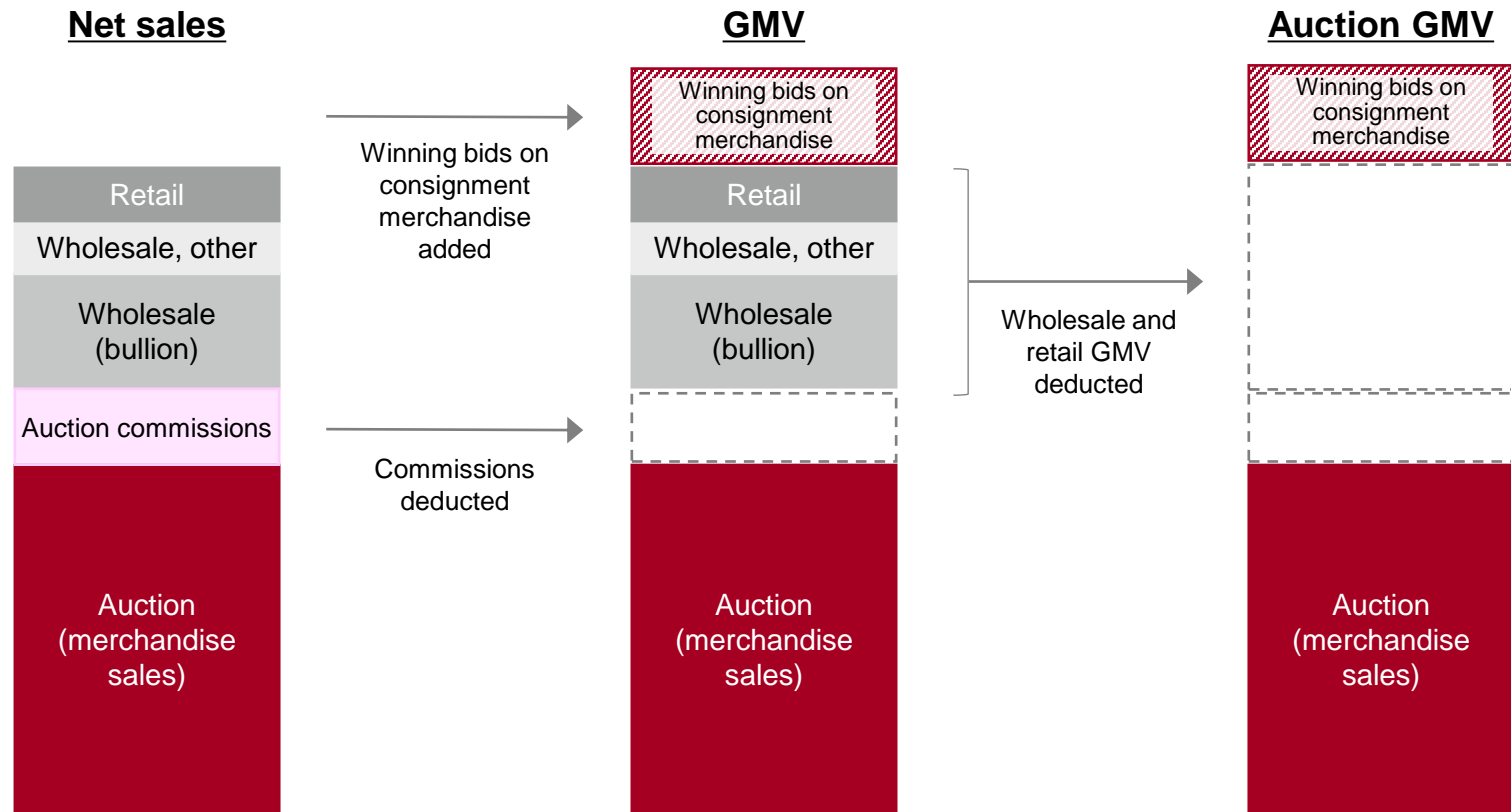 Net sales
GMV
Auction GMV
Winning bids on
consignment
merchandise
Winning bids on
consignment
merchandise
Winning bids on
consignment
merchandise
added
Retail
Wholesale, other
Wholesale
(bullion)
Auction commissions
Auction
(merchandise
sales)
Commissions
deducted
Retail
Wholesale, other
Wholesale
(bullion)
Auction
(merchandise
sales)
Wholesale and
retail GMV
deducted
Auction
(merchandise
sales)